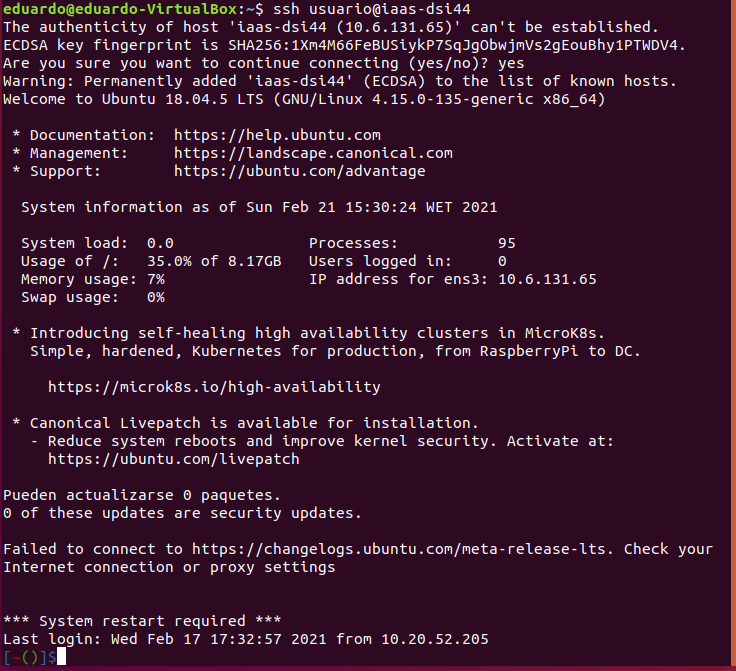 eduardo@eduardo-VirtualBox:~$ ssh usuario@iaas-dsi44
The authenticity of host 'iaas-dsi44 (10.6.131.65)' can't be established.
ECDSA key fingerprint is SHA256:1Xm4M66FeBUSiykP7SqJgObwjmVs2gEouBhy1PTWDV4.
Are you sure you want to continue connecting (yes/no)? yes
Warning: Permanently added 'iaas-dsi44' (ECDSA) to the list of known hosts.
Welcome to Ubuntu 18.04.5 LTS (GNU/Linux 4.15.0-135-generic x86_64)
* Documentation:  https://help.ubuntu.com
* Management:     https://landscape.canonical.com
* Support:        https://ubuntu.com/advantage
System information as of Sun Feb 21 15:30:24 WET 2021
System load:  0.0                Processes:           95
Usage of /:   35.0% of 8.17GB   Users logged in:     0
Memory usage: 7%                IP address for ens3: 10.6.131.65
Swap usage:   0%
* Introducing self-healing high availability clusters in MicroK8s.
Simple, hardened, Kubernetes for production, from RaspberryPi to DC.
https://microk8s.io/high-availability
* Canonical Livepatch is available for installation.
- Reduce system reboots and improve kernel security. Activate at:
https://ubuntu.com/livepatch
Pueden actualizarse 0 paquetes.
0 of these updates are security updates.
Failed to connect to https://changelogs.ubuntu.com/meta-release-lts. Check your
Internet connection or proxy settings
*** System restart required ***
Last login: Wed Feb 17 17:32:57 2021 from 10.20.52.205
[~()]$